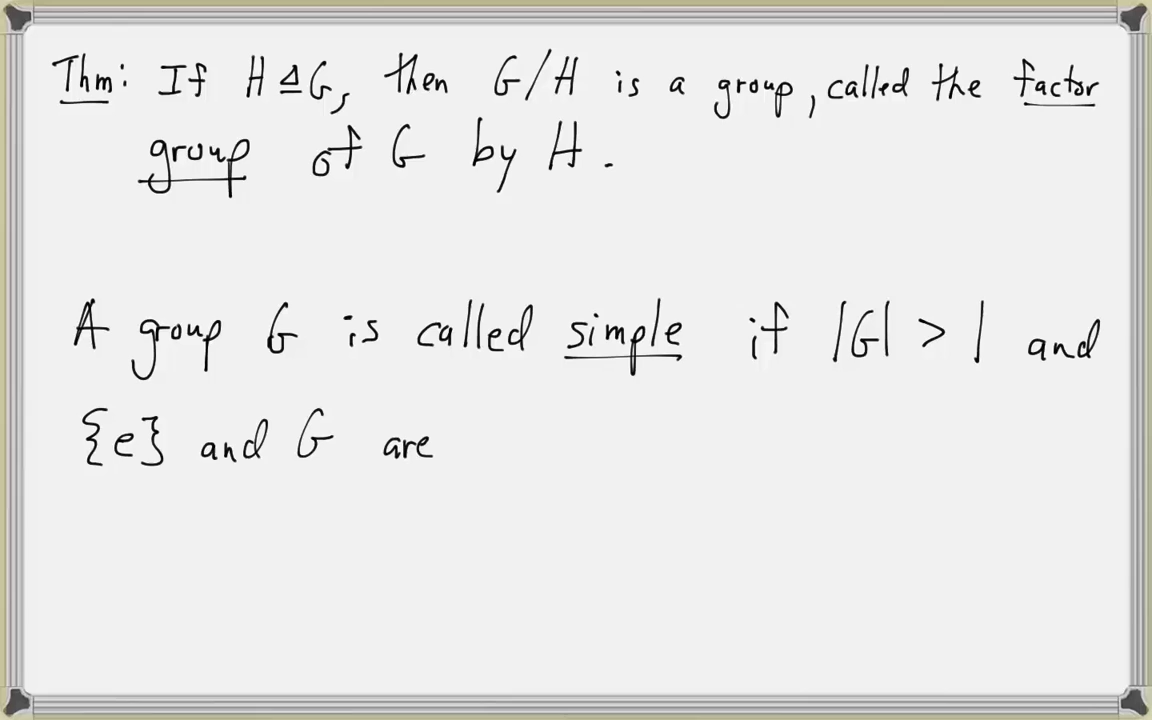 Thm: If H ⊴ G, then G/H is a group, called the factor
group of G by H.
A group G is called simple if |G| > 1 and
{e} and G are